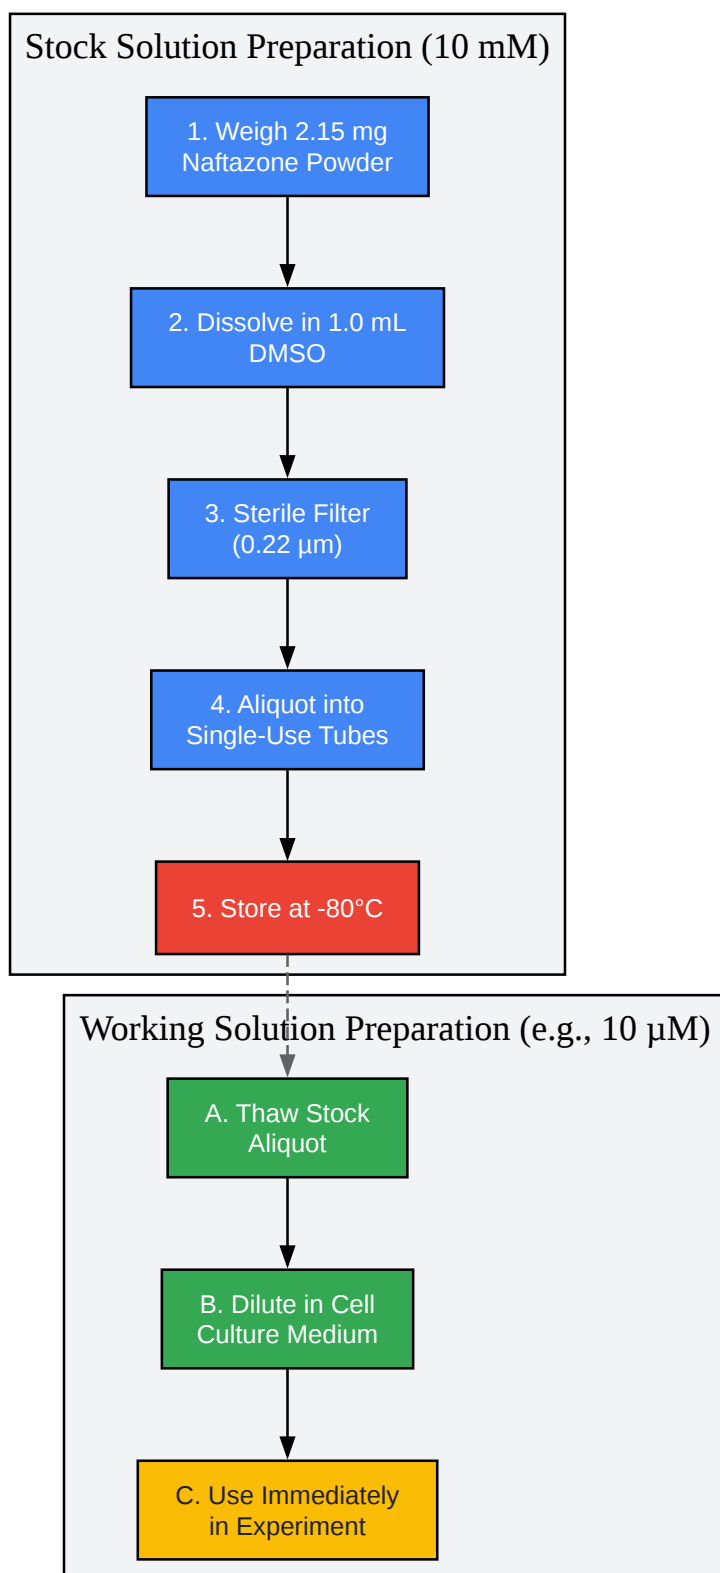 Stock Solution Preparation (10 mM)
1. Weigh 2.15 mg
Naftazone Powder
2. Dissolve in 1.0 mL
DMSO
3. Sterile Filter
(0.22 µm)
4. Aliquot into
Single-Use Tubes
5. Store at -80°C
Working Solution Preparation (e.g., 10 µM)
A. Thaw Stock
Aliquot
B. Dilute in Cell
Culture Medium
C. Use Immediately
in Experiment